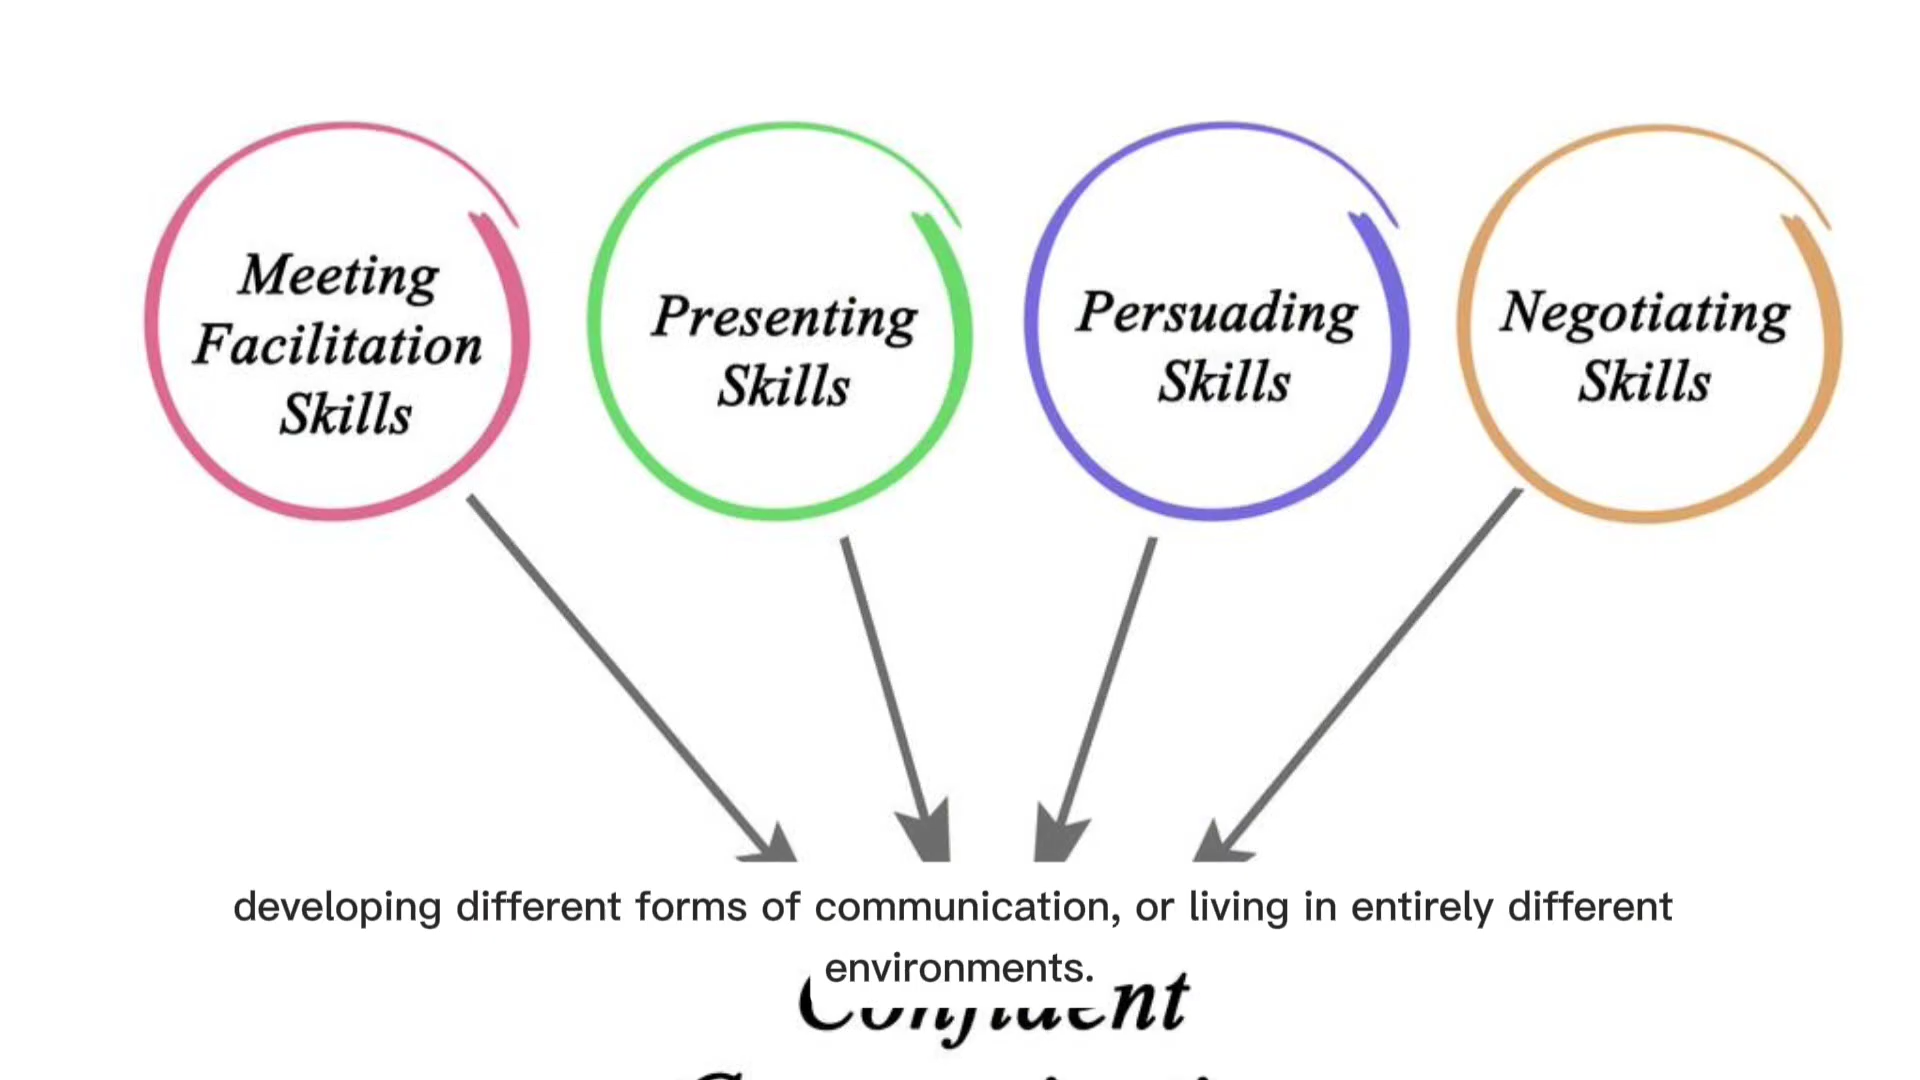 Meeting
Facilitation
Skills
Presenting
Skills
Persuading
Skills
Negotiating
Skills
developing different forms of communication, or living in entirely different
environments.
Confident